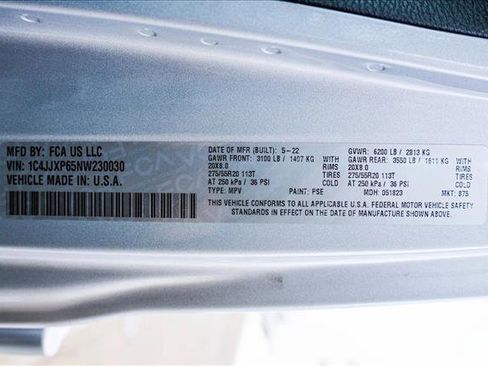 MFD BY: FCA US LLC
VIN: 1C4JJXP65NW230030
VEHICLE MADE IN: U.S.A.
DATE OF MFR (BUILT): 5-22
GVWR: 6200 LB / 2813 KG
GAWR FRONT: 3100 LB / 1407 KG WITH
GAWR REAR: 3550 LB / 1611 KG WITH
20X8.0 RIMS
20X8.0 RIMS
275/55R20 113T TIRES
275/55R20 113T TIRES
AT 250 kPa / 36 PSI COLD
AT 250 kPa / 36 PSI COLD
TYPE: MPV PAINT: PSE MDH: 051823 MKT: 875
THIS VEHICLE CONFORMS TO ALL APPLICABLE U.S.A. FEDERAL MOTOR VEHICLE SAFETY
STANDARDS IN EFFECT ON THE DATE OF MANUFACTURE SHOWN ABOVE.